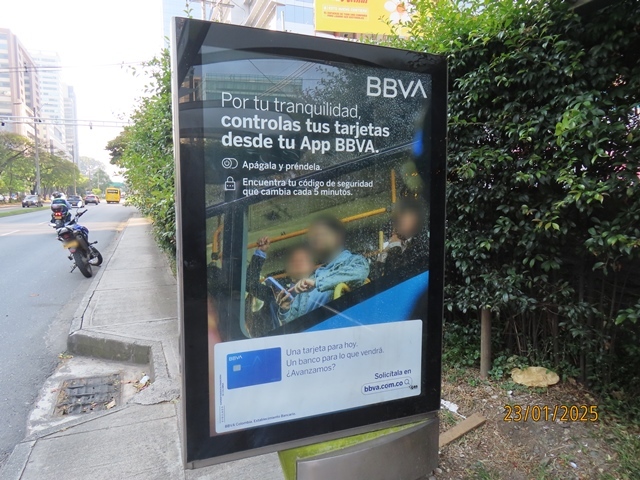 BBVA
Por tu tranquilidad,
controlas tus tarjetas
desde tu App BBVA.
Apágala y préndela.
Encuentra tu código de seguridad
que cambia cada 5 minutos.
BBVA
Una tarjeta para hoy.
Un banco para lo que vendrá.
¿Avanzamos?
Solicítala en
bbva.com.co
BBVA Colombia. Establecimiento Bancario.
23/01/2025